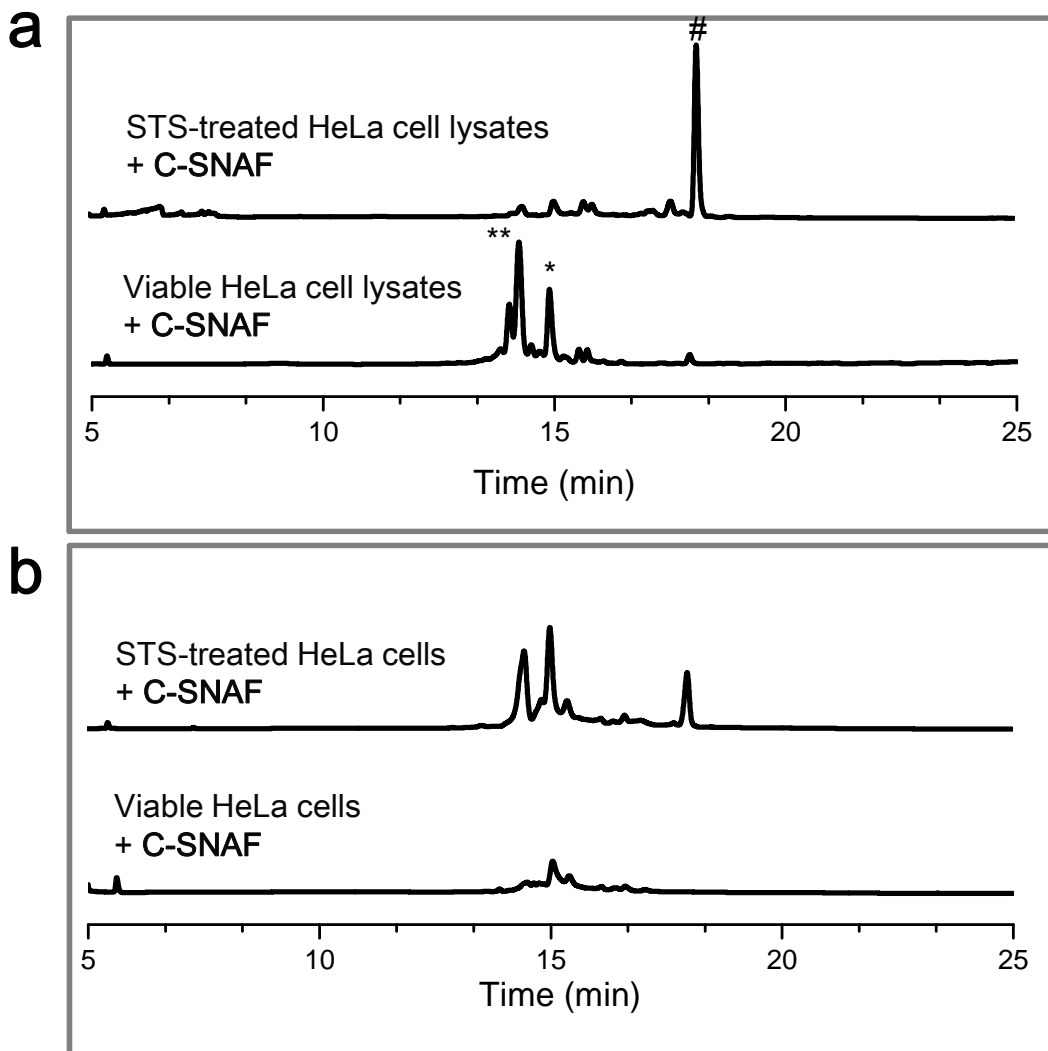 a
#
STS-treated HeLa cell lysates
+ C-SNAF
** *
Viable HeLa cell lysates
+ C-SNAF
5 10 15 20 25
Time (min)
b
STS-treated HeLa cells
+ C-SNAF
Viable HeLa cells
+ C-SNAF
5 10 15 20 25
Time (min)